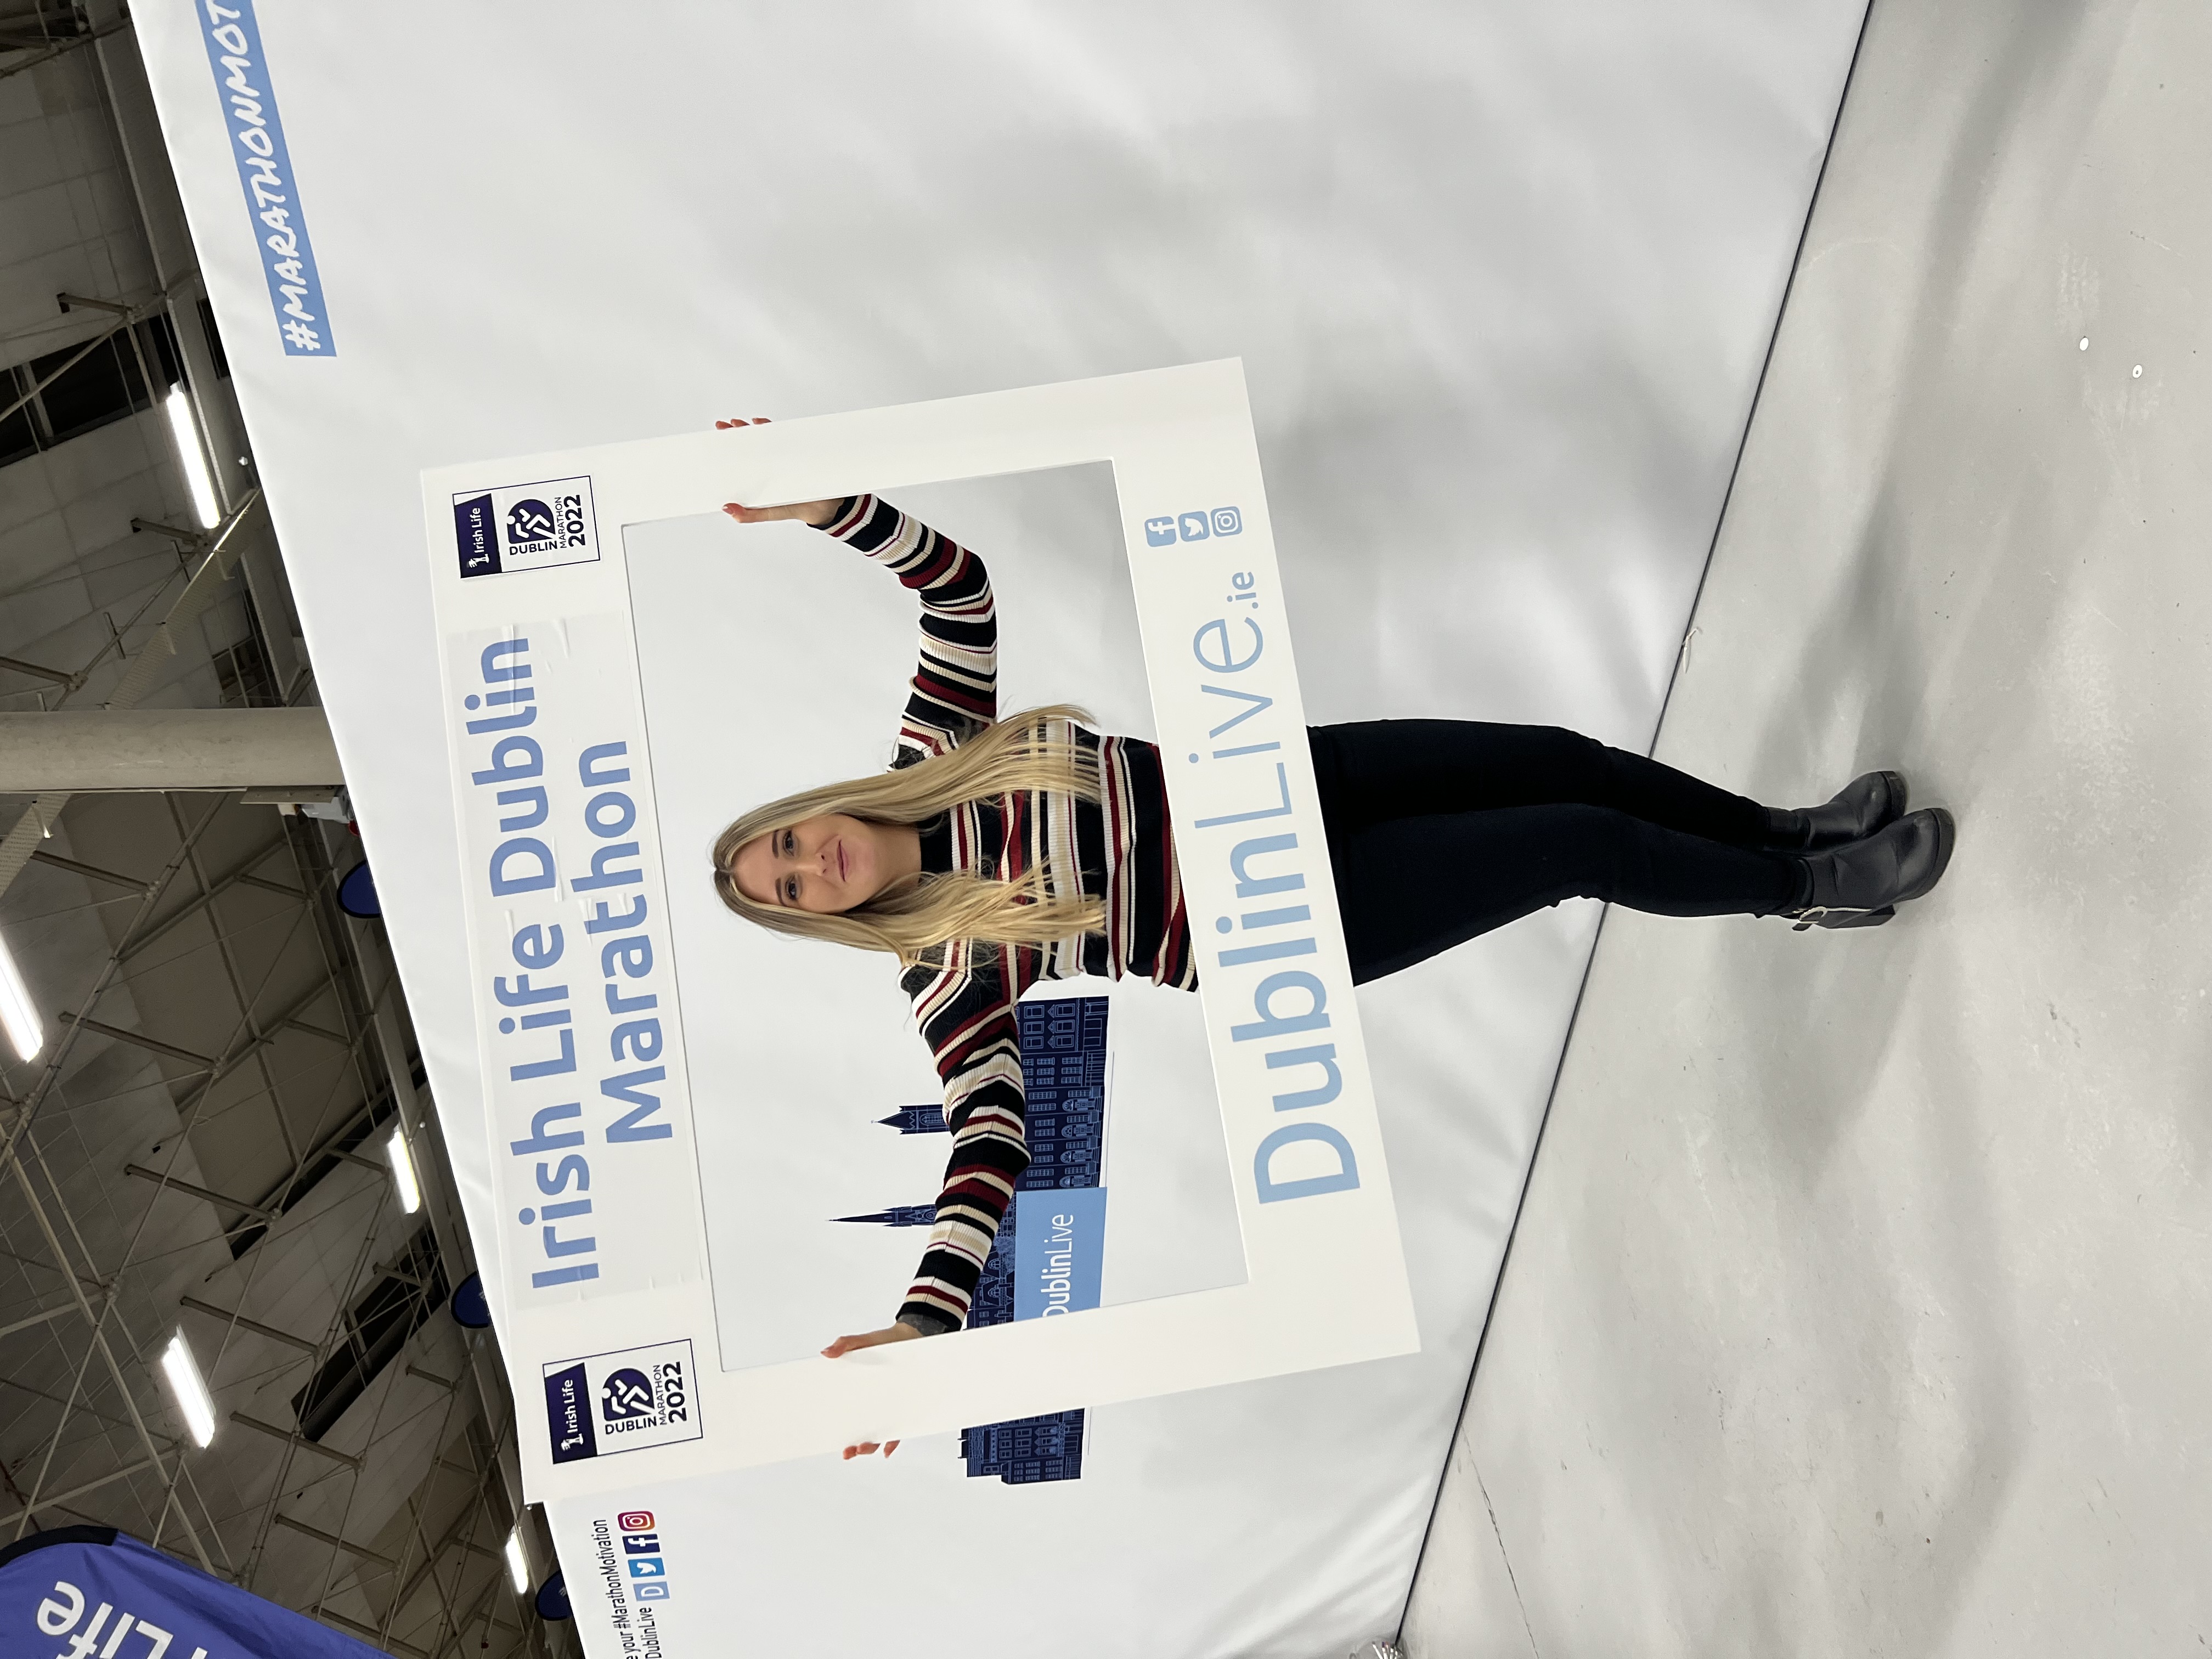 Life
#MARATHONMOT
Irish Life Dublin
Marathon
Irish Life
DUBLIN
MARATHON
2022
Irish Life
DUBLIN
MARATHON
2022
your #MarathonMotivation
DublinLive
DublinLive
DublinLive.ie